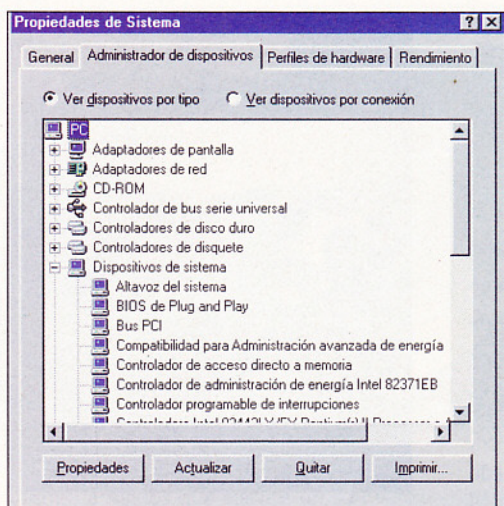 Propiedades de Sistema
General Administrador de dispositivos Perfiles de hardware Rendimiento
Ver dispositivos por tipo Ver dispositivos por conexión
PC
Adaptadores de pantalla
Adaptadores de red
CD-ROM
Controlador de bus serie universal
Controladores de disco duro
Controladores de disquete
Dispositivos de sistema
Altavoz del sistema
BIOS de Plug and Play
Bus PCI
Compatibilidad para Administración avanzada de energía
Controlador de acceso directo a memoria
Controlador de administración de energía Intel 82371EB
Controlador programable de interrupciones
Propiedades Actualizar Quitar Imprimir...